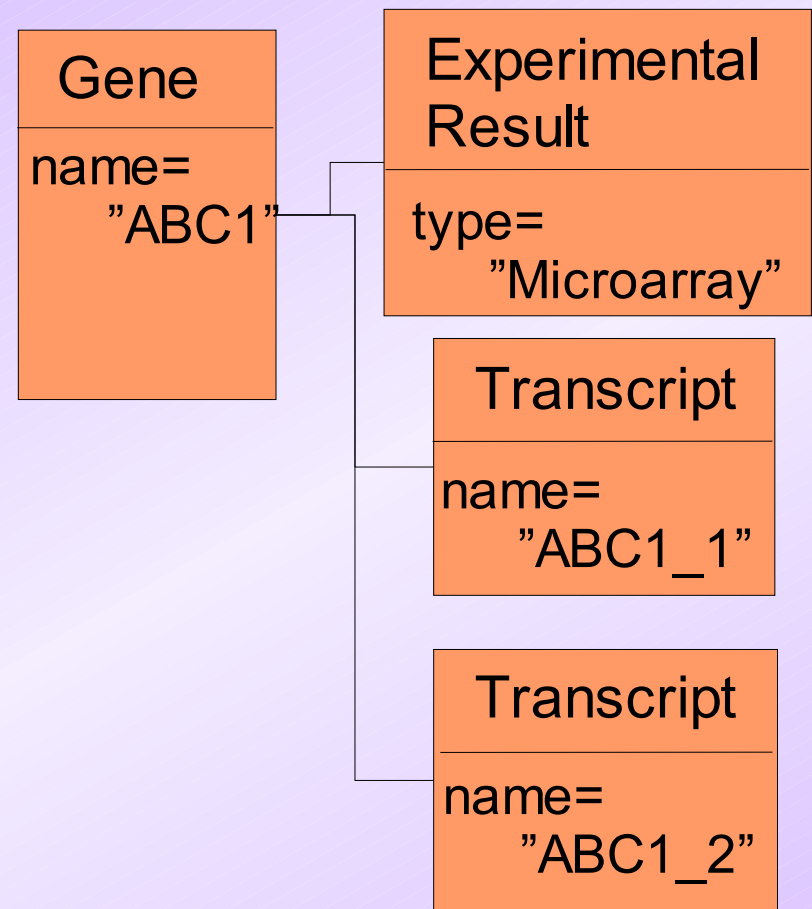 Gene
name=
”ABC1”
Experimental
Result
type=
”Microarray”
Transcript
name=
”ABC1_1”
Transcript
name=
”ABC1_2”